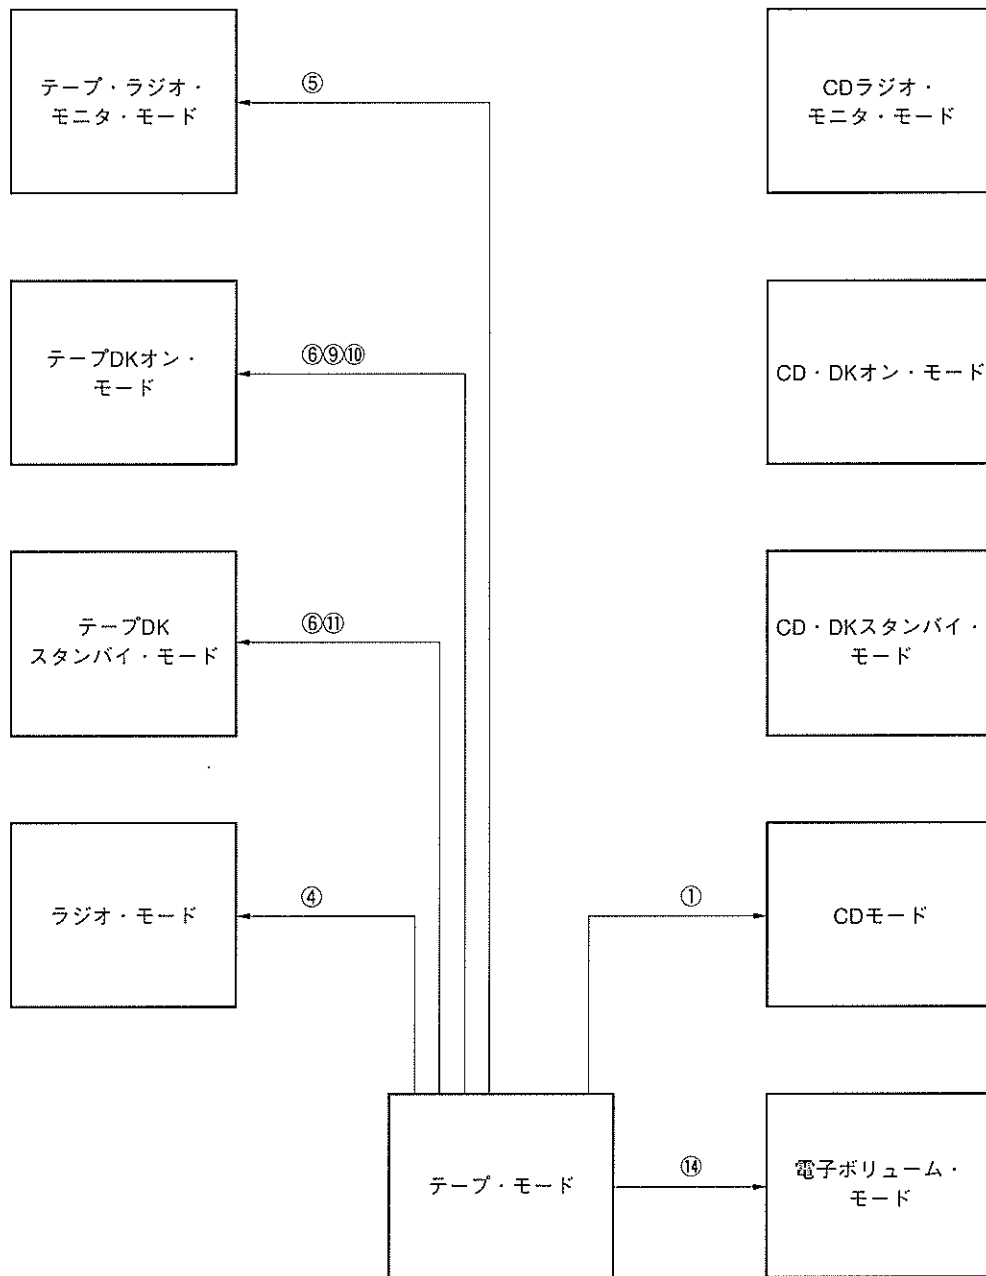 テープ・ラジオ・
モニタ・モード
⑤
CDラジオ・
モニタ・モード
テープDKオン・
モード
⑥⑨⑩
CD・DKオン・モード
テープDK
スタンバイ・モード
⑥⑪
CD・DKスタンバイ・
モード
ラジオ・モード
④
①
CDモード
テープ・モード
⑭
電子ボリューム・
モード